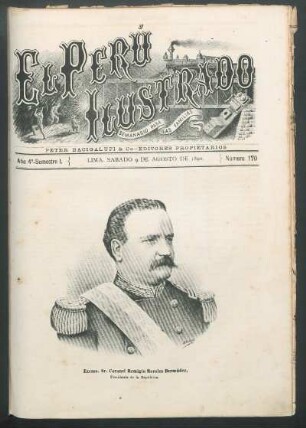 EL PERÚ
ILUSTRADO
SEMANARIO PARA LAS FAMILIAS
PETER BACIGALUPI & Co.-EDITORES PROPIETARIOS
Año 4º-Semestre I.
LIMA, SABADO 9 DE AGOSTO DE 1890.
Número 170
Excmo. Sr. Coronel Remigio Morales Bermúdez,
Presidente de la República.